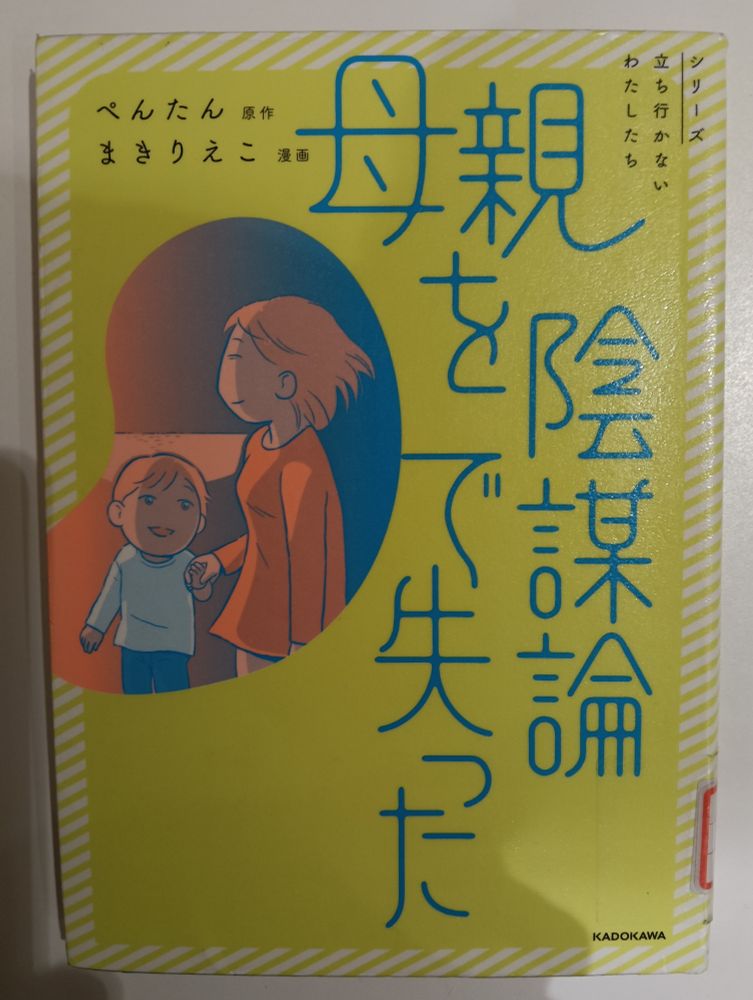 シリーズ
立ち行かない
わたしたち
母親を
陰謀論
で失った
ぺんたん 原作
まきりえこ 漫画
KADOKAWA